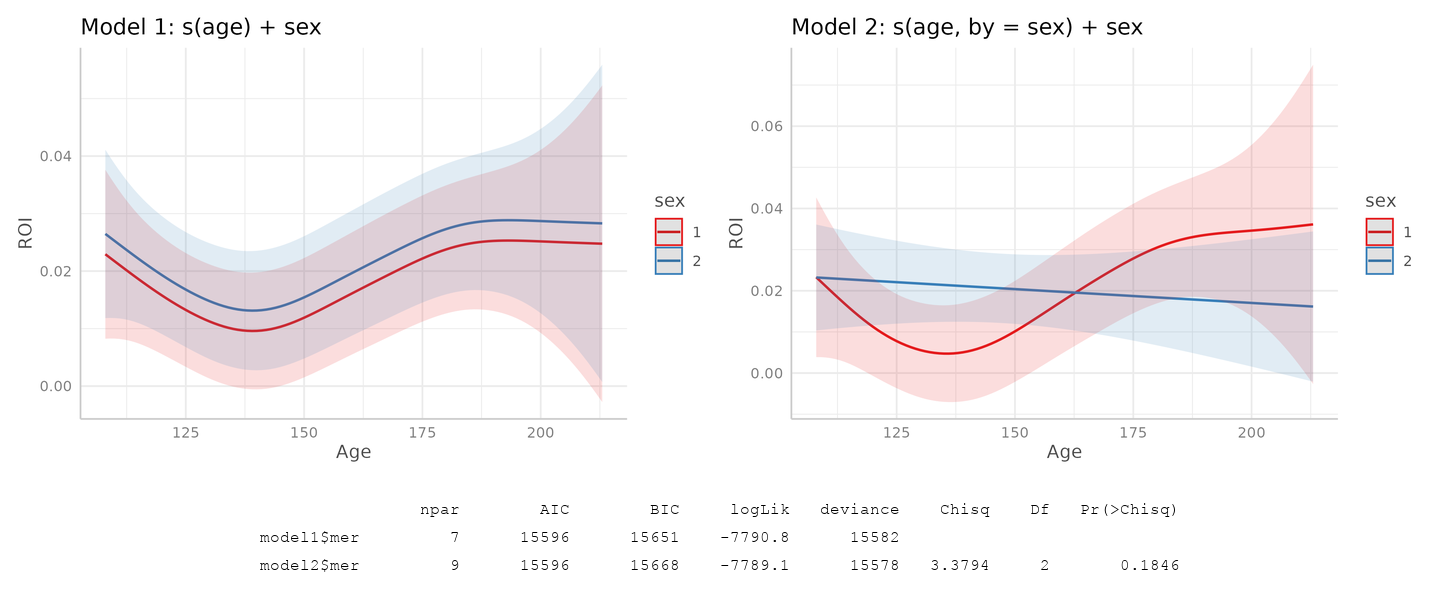 Model 1: s(age) + sex
ROI
0.04
0.02
0.00
125 150 175 200
Age
sex
1
2
Model 2: s(age, by = sex) + sex
ROI
0.06
0.04
0.02
0.00
125 150 175 200
Age
sex
1
2
npar AIC BIC logLik deviance Chisq Df Pr(>Chisq)
model1$mer 7 15596 15651 -7790.8 15582
model2$mer 9 15596 15668 -7789.1 15578 3.3794 2 0.1846